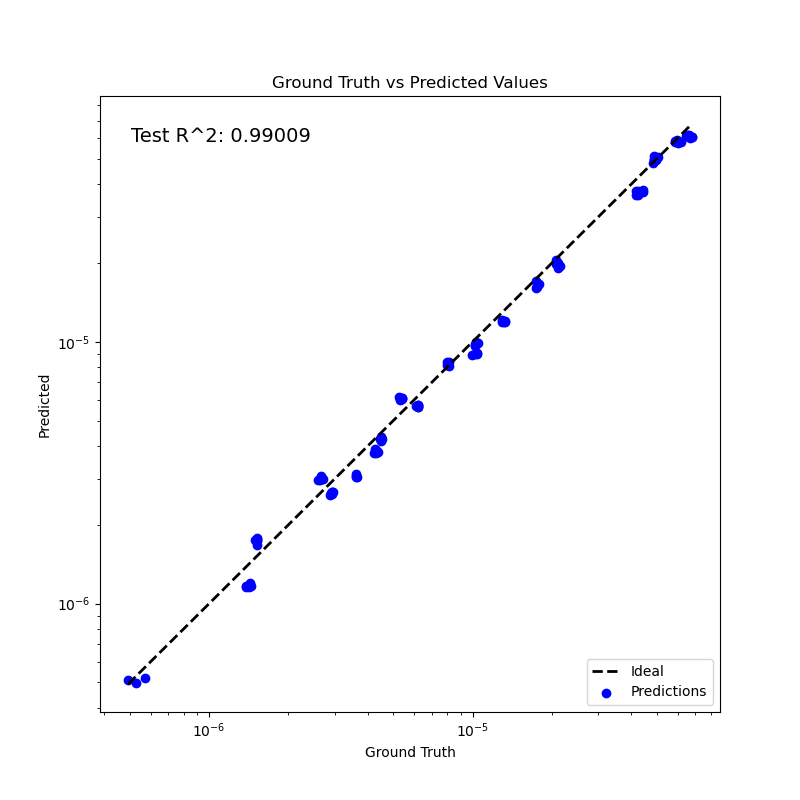 Ground Truth vs Predicted Values
Test R^2: 0.99009
Predicted
10⁻⁵
10⁻⁶
10⁻⁶
10⁻⁵
Ground Truth
Ideal
Predictions